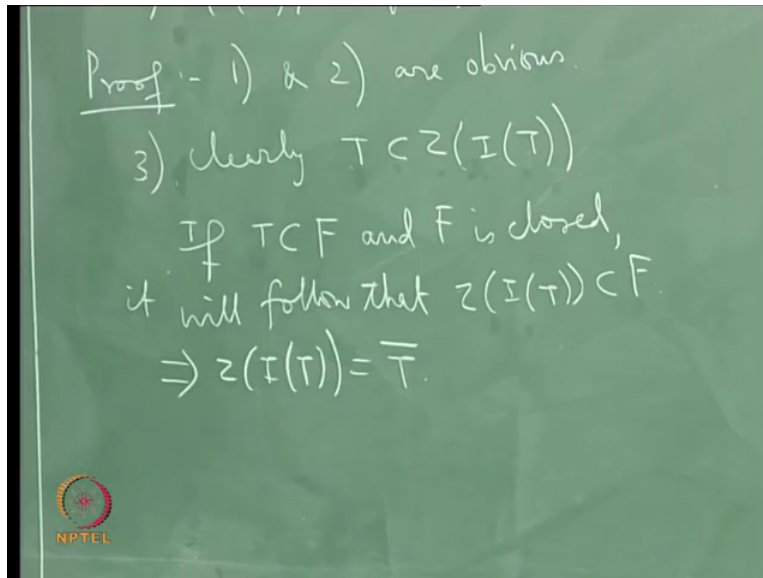 Proof :- 1) & 2) are obvious.
3) clearly T ⊂ Z(I(T))
If T ⊂ F and F is closed,
it will follow that Z(I(T)) ⊂ F.
⇒ Z(I(T)) = T̅.
NPTEL